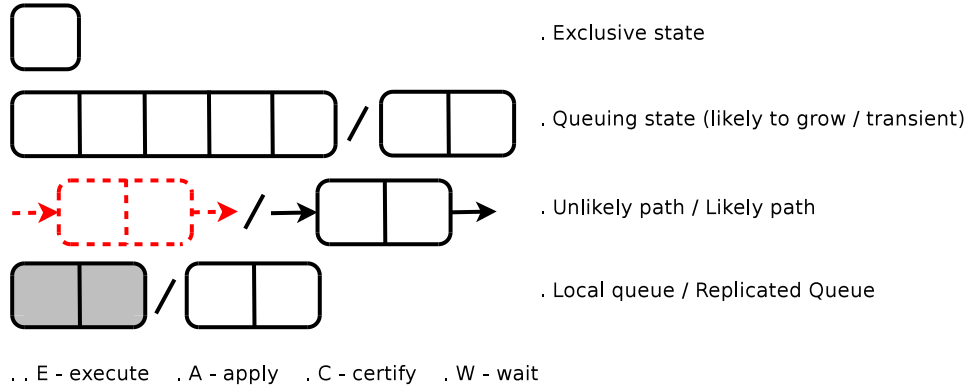 . Exclusive state
. Queuing state (likely to grow / transient)
. Unlikely path / Likely path
. Local queue / Replicated Queue
. . E - execute . A - apply . C - certify . W - wait